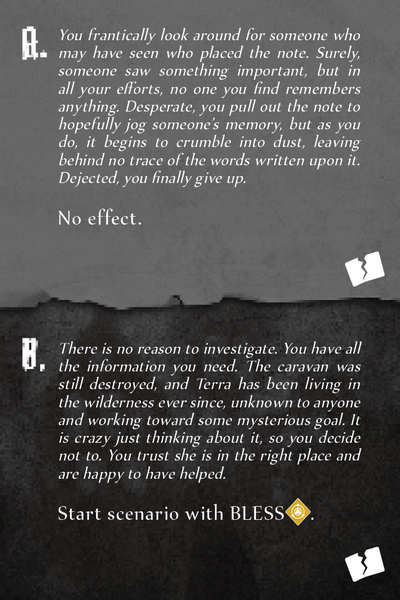 A. You frantically look around for someone who
may have seen who placed the note. Surely,
someone saw something important, but in
all your efforts, no one you find remembers
anything. Desperate, you pull out the note to
hopefully jog someone's memory, but as you
do, it begins to crumble into dust, leaving
behind no trace of the words written upon it.
Dejected, you finally give up.
No effect.
B. There is no reason to investigate. You have all
the information you need. The caravan was
still destroyed, and Terra has been living in
the wilderness ever since, unknown to anyone
and working toward some mysterious goal. It
is crazy just thinking about it, so you decide
not to. You trust she is in the right place and
are happy to have helped.
Start scenario with BLESS.